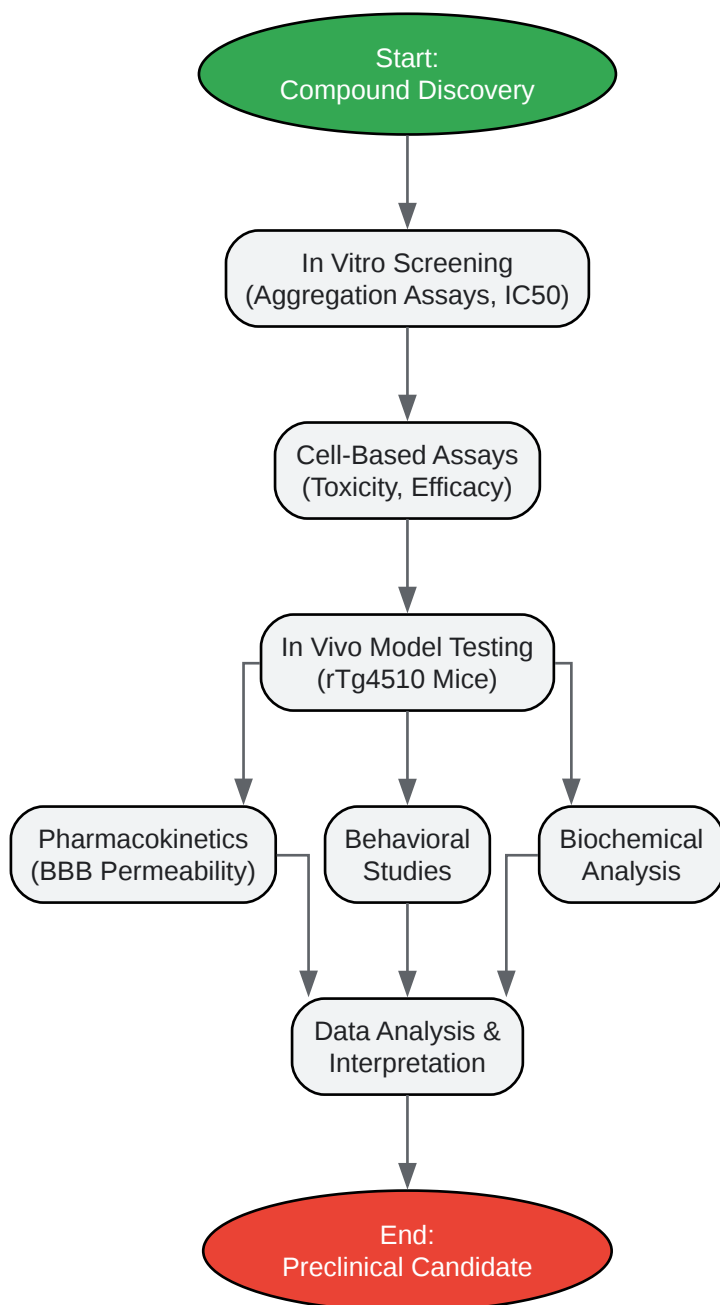 Start:
Compound Discovery
In Vitro Screening
(Aggregation Assays, IC50)
Cell-Based Assays
(Toxicity, Efficacy)
In Vivo Model Testing
(rTg4510 Mice)
Pharmacokinetics
(BBB Permeability)
Behavioral
Studies
Biochemical
Analysis
Data Analysis &
Interpretation
End:
Preclinical Candidate